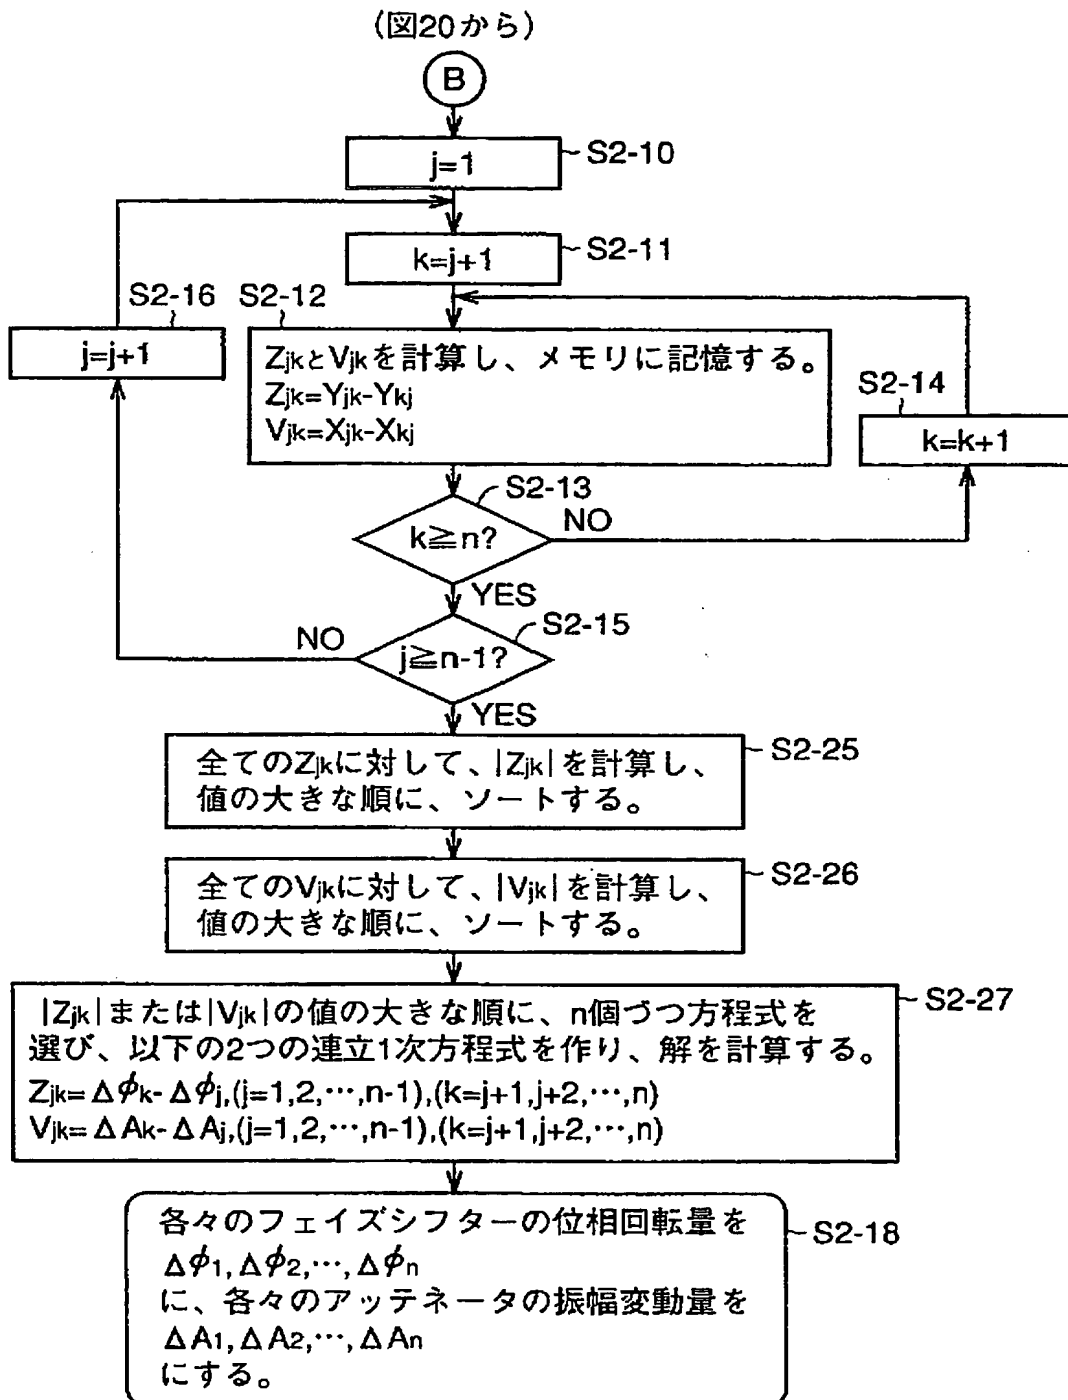 (図20から)
B
j=1
S2-10
k=j+1
S2-11
S2-16
j=j+1
S2-12
ZjkとVjkを計算し、メモリに記憶する。
Zjk=Yjk-Ykj
Vjk=Xjk-Xkj
S2-14
k=k+1
S2-13
k≧n?
NO
YES
S2-15
j≧n-1?
NO
YES
全てのZjkに対して、|Zjk|を計算し、
値の大きな順に、ソートする。
S2-25
全てのVjkに対して、|Vjk|を計算し、
値の大きな順に、ソートする。
S2-26
|Zjk|または|Vjk|の値の大きな順に、n個づつ方程式を
選び、以下の2つの連立1次方程式を作り、解を計算する。
Zjk=Δφk-Δφj,(j=1,2,…,n-1),(k=j+1,j+2,…,n)
Vjk=ΔAk-ΔAj,(j=1,2,…,n-1),(k=j+1,j+2,…,n)
S2-27
各々のフェイズシフターの位相回転量を
Δφ1,Δφ2,…,Δφn
に、各々のアッテネータの振幅変動量を
ΔA1,ΔA2,…,ΔAn
にする。
S2-18